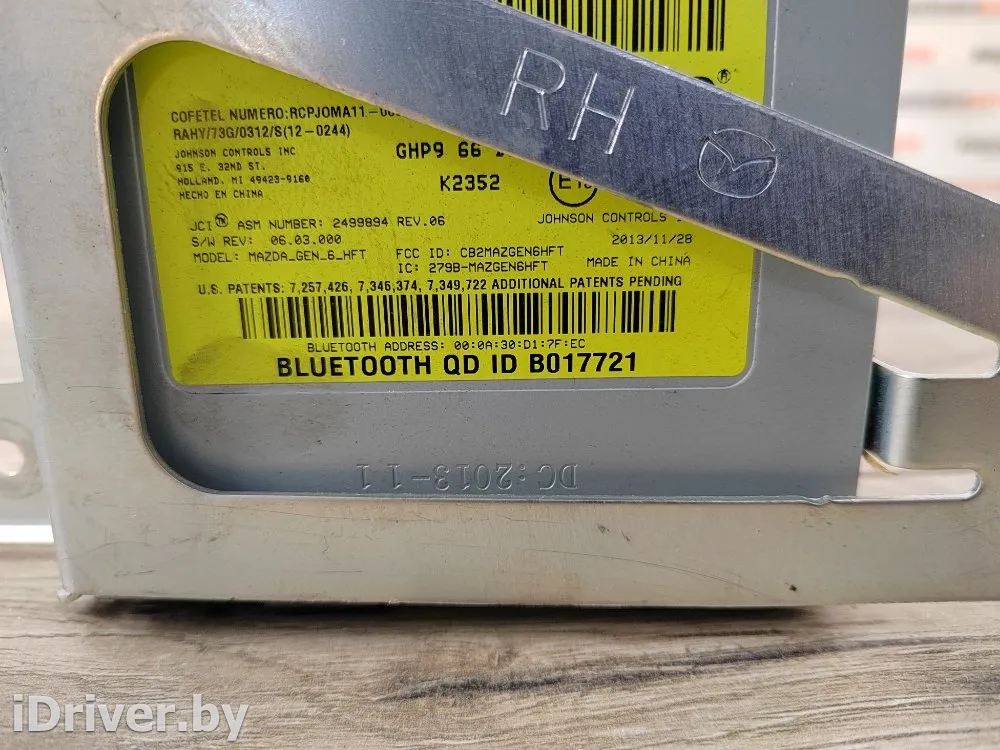 RH
COFETEL NUMERO:RCPJOMA11-
RAHY/73G/0312/S(12-0244)
JOHNSON CONTROLS INC
915 E. 32ND ST.
HOLLAND, MI 49423-9160
HECHO EN CHINA
GHP9 66
K2352
JCI™ ASM NUMBER: 2499894 REV.06
JOHNSON CONTROLS
S/W REV: 06.03.000
2013/11/28
MODEL: MAZDA_GEN_6_HFT
FCC ID: CB2MAZGEN6HFT
MADE IN CHINA
IC: 279B-MAZGEN6HFT
U.S. PATENTS: 7,257,426, 7,346,374, 7,349,722 ADDITIONAL PATENTS PENDING
BLUETOOTH ADDRESS: 00:0A:30:D1:7F:EC
BLUETOOTH QD ID B017721
DC:2013-11
iDriver.by